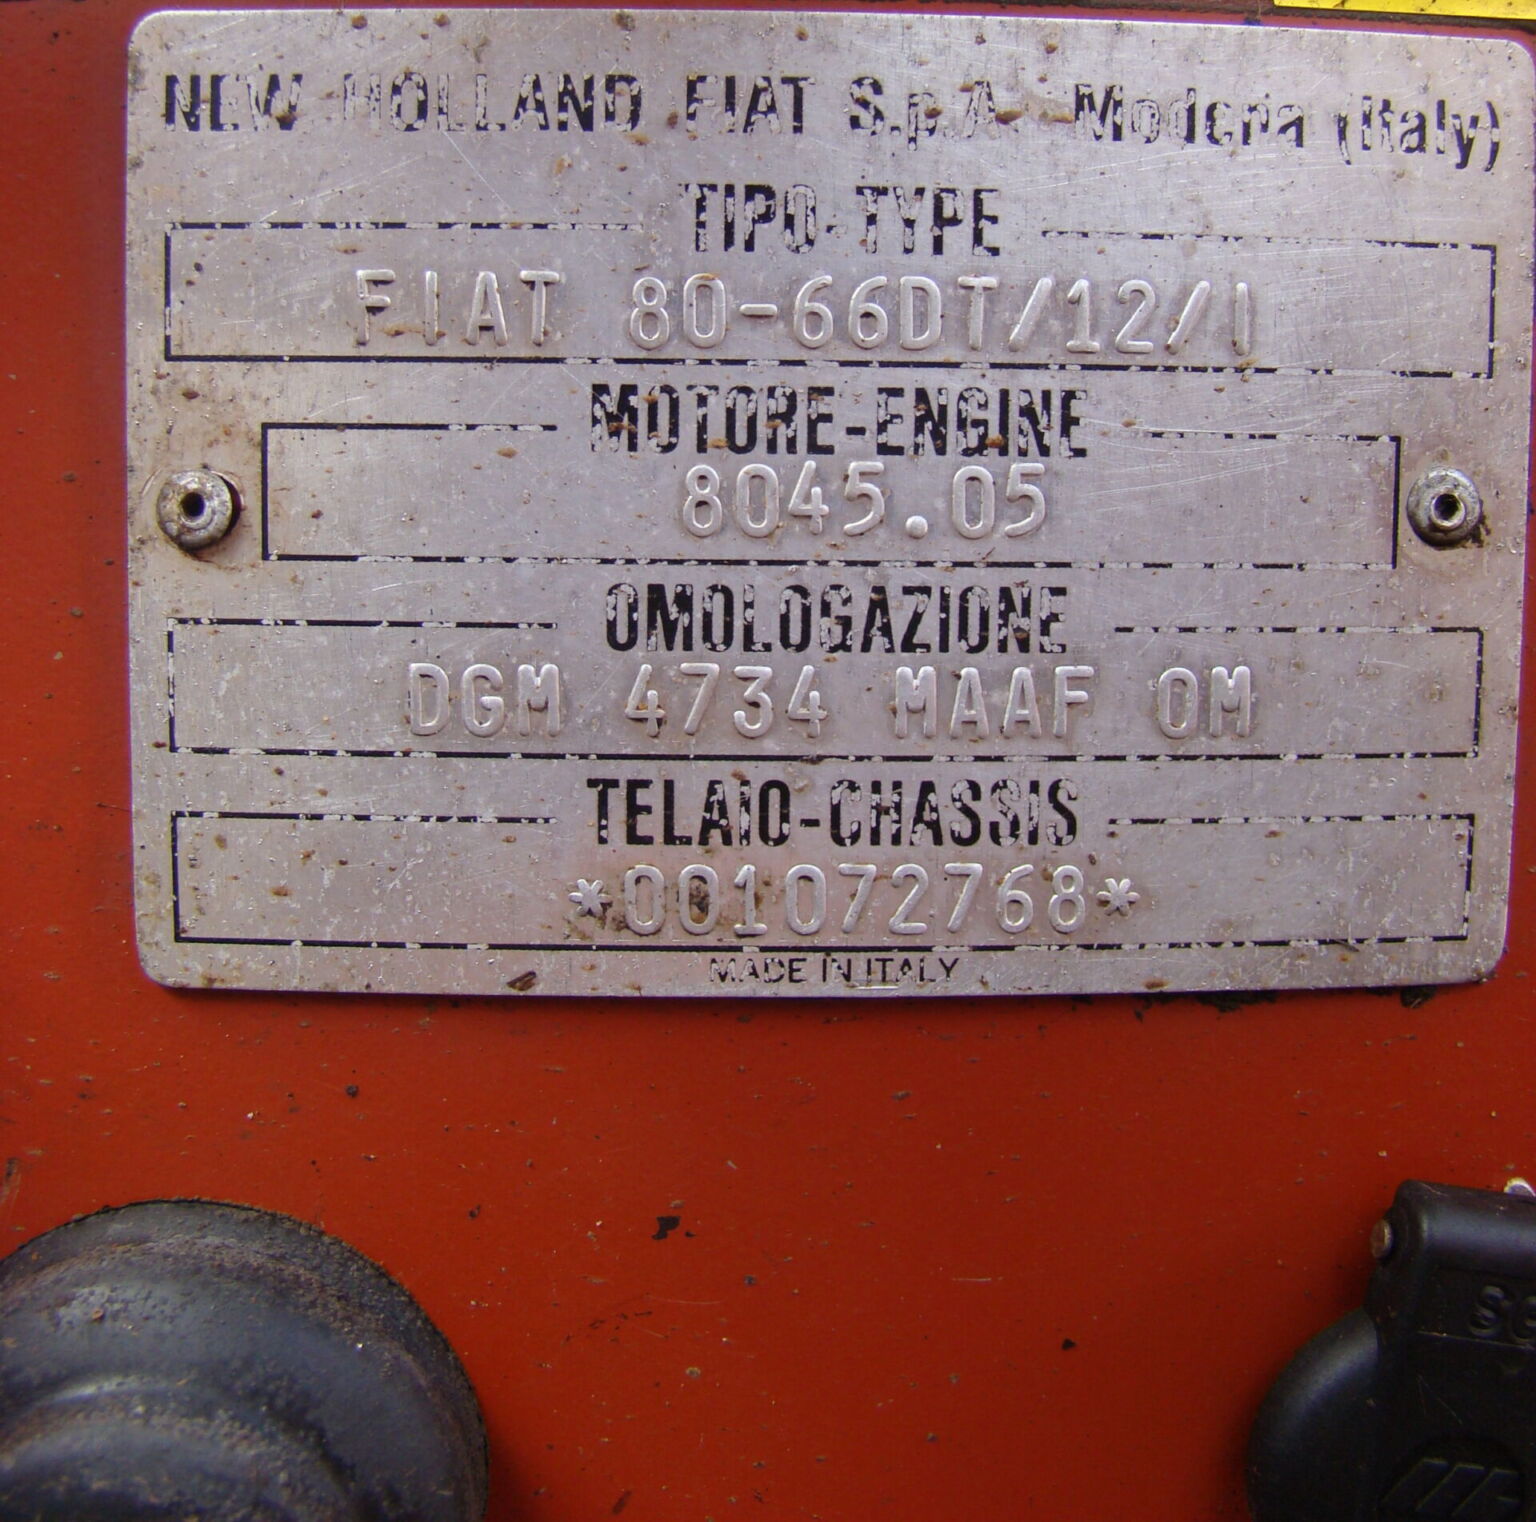 NEW HOLLAND FIAT S.p.A. Modena (Italy)
TIPO-TYPE
FIAT 80-66DT/12/I
MOTORE-ENGINE
8045.05
OMOLOGAZIONE
DGM 4734 MAAF OM
TELAIO-CHASSIS
*001072768*
MADE IN ITALY